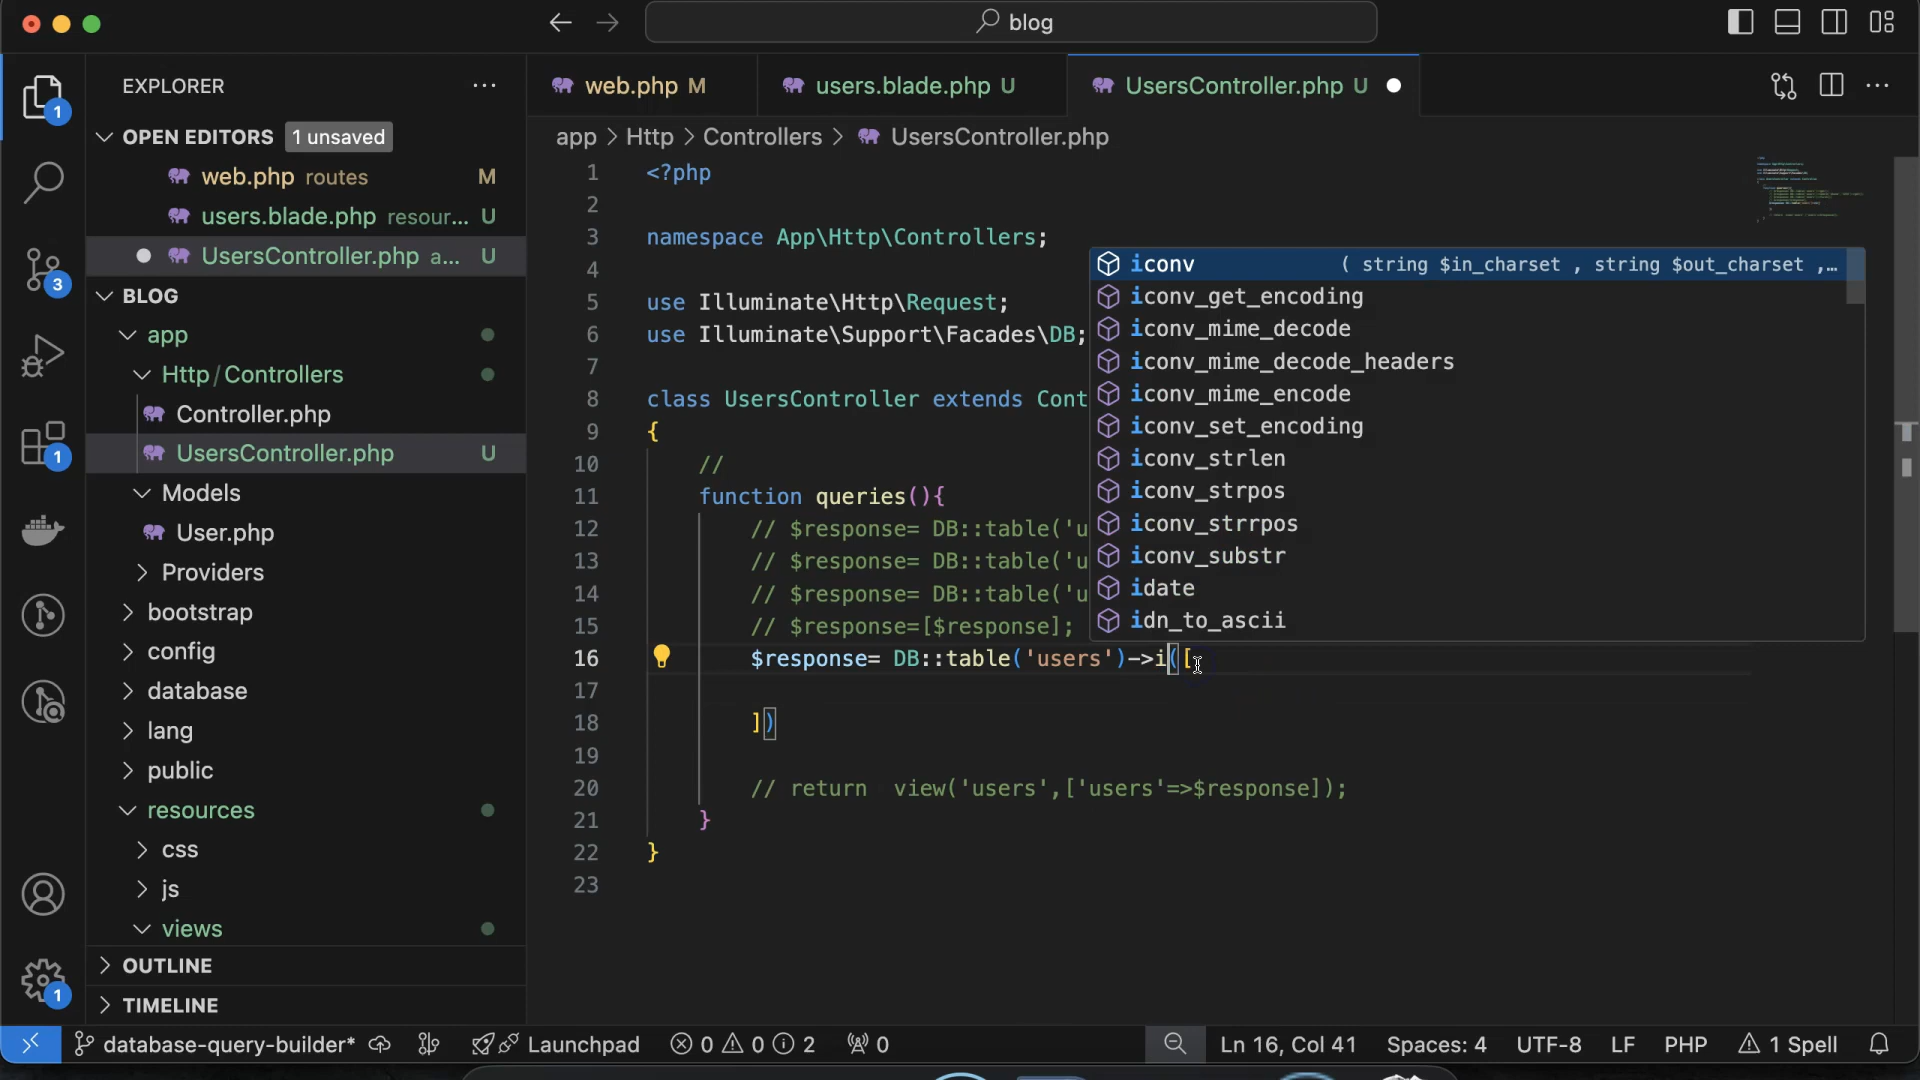 blog
EXPLORER
OPEN EDITORS 1 unsaved
web.php routes M
users.blade.php resour... U
UsersController.php a... U
BLOG
app
Http/Controllers
Controller.php
UsersController.php U
Models
User.php
Providers
bootstrap
config
database
lang
public
resources
css
js
views
OUTLINE
TIMELINE
1
3
1
1
web.php M
users.blade.php U
UsersController.php U
app > Http > Controllers > UsersController.php
1 <?php
2
3 namespace App\Http\Controllers;
4
5 use Illuminate\Http\Request;
6 use Illuminate\Support\Facades\DB;
7
8 class UsersController extends Cont
9 {
10 //
11 function queries(){
12 // $response= DB::table('u
13 // $response= DB::table('u
14 // $response= DB::table('u
15 // $response=[$response];
16 $response= DB::table('users')->i([
17
18 ])
19
20 // return view('users',['users'=>$response]);
21 }
22 }
23
iconv ( string $in_charset , string $out_charset ,...
iconv_get_encoding
iconv_mime_decode
iconv_mime_decode_headers
iconv_mime_encode
iconv_set_encoding
iconv_strlen
iconv_strpos
iconv_strrpos
iconv_substr
idate
idn_to_ascii
database-query-builder* Launchpad 0 0 2 0 Ln 16, Col 41 Spaces: 4 UTF-8 LF PHP 1 Spell